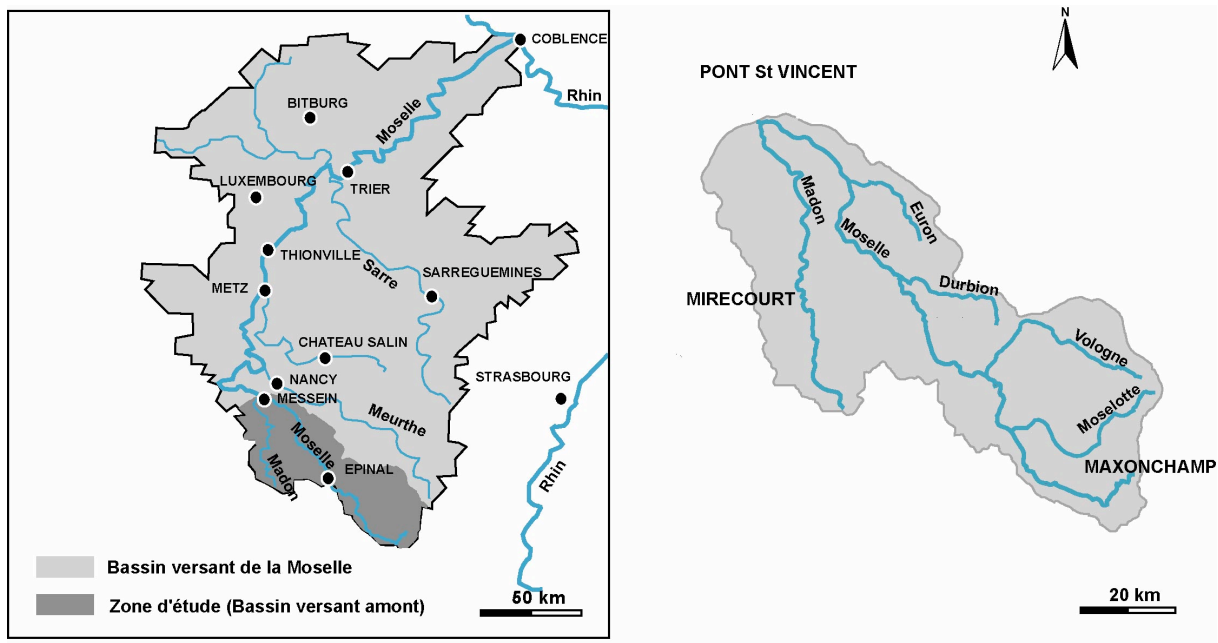 COBLENCE
Rhin
BITBURG
Moselle
TRIER
LUXEMBOURG
THIONVILLE
Sarre
SARREGUEMINES
METZ
CHATEAU SALIN
NANCY
STRASBOURG
MESSEIN
Meurthe
Moselle
EPINAL
Madon
Rhin
Bassin versant de la Moselle
Zone d'étude (Bassin versant amont)
50 km
N
PONT St VINCENT
Madon
Euron
Moselle
Durbion
MIRECOURT
Vologne
Moselotte
MAXONCHAMP
20 km